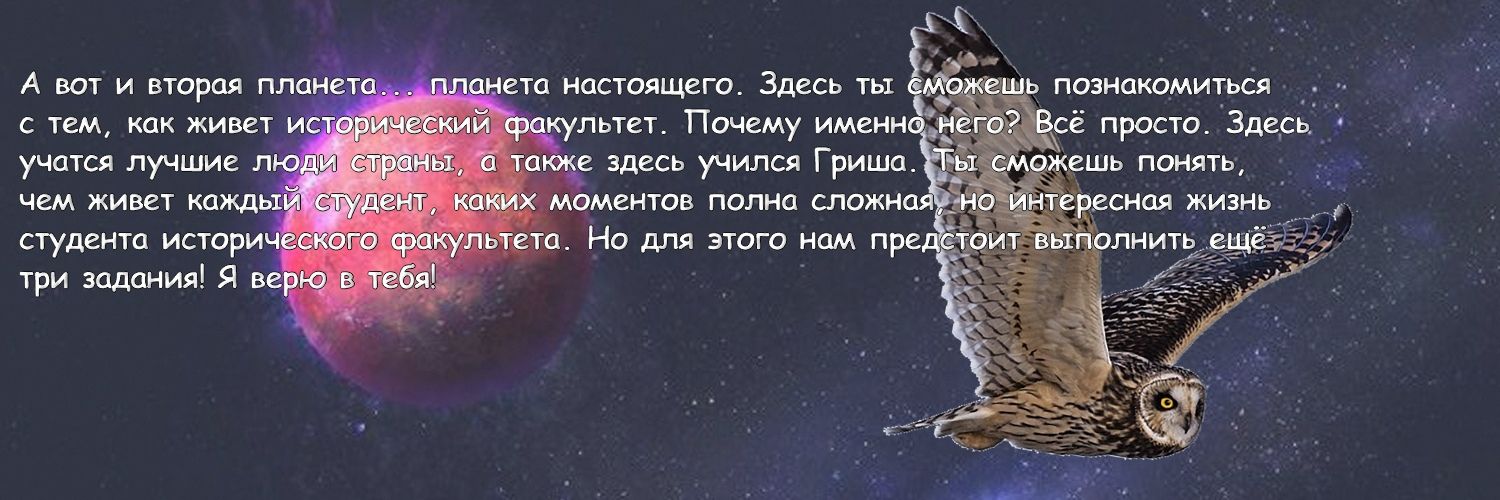 А вот и вторая планета... планета настоящего. Здесь ты сможешь познакомиться
с тем, как живет исторический факультет. Почему именно него? Всё просто. Здесь
учатся лучшие люди страны, а также здесь учился Гриша. Ты сможешь понять,
чем живет каждый студент, каких моментов полна сложная, но интересная жизнь
студента исторического факультета. Но для этого нам предстоит выполнить ещё
три задания! Я верю в тебя!